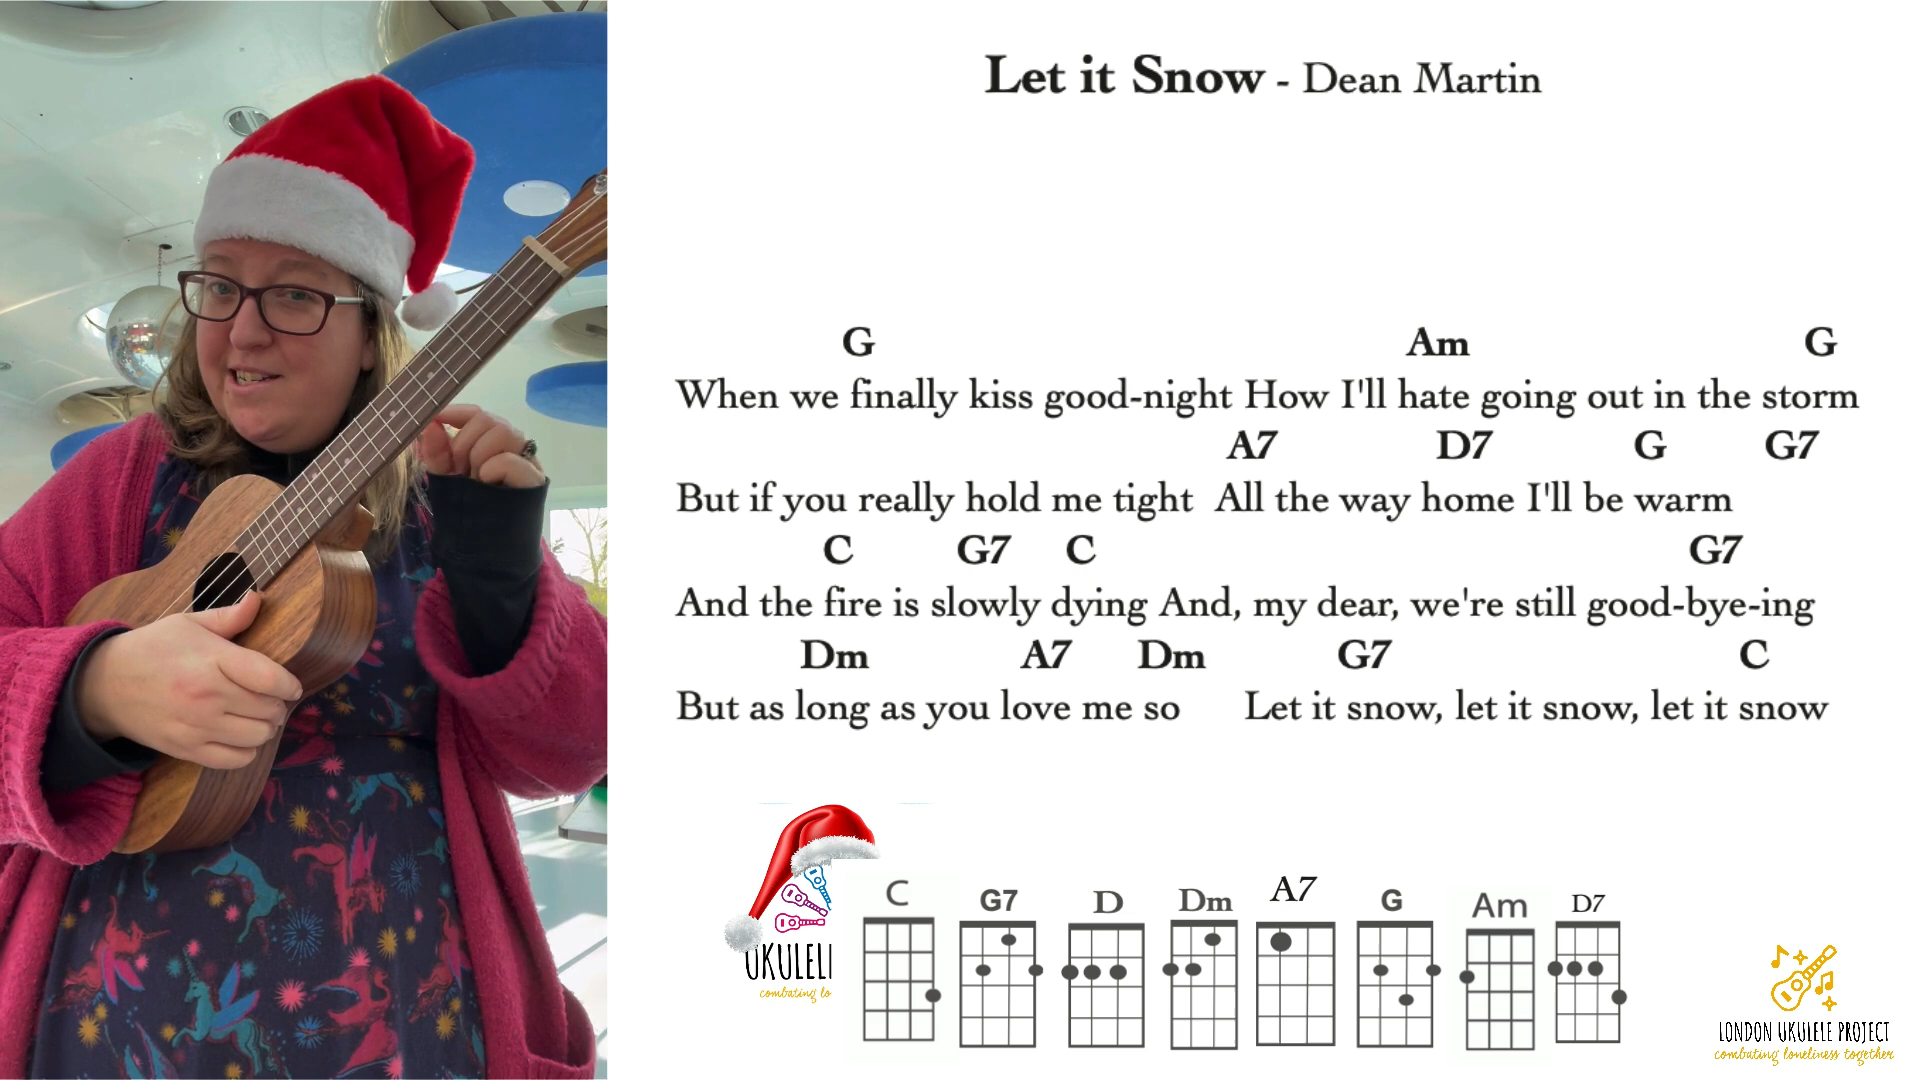 Let it Snow - Dean Martin
G Am G
When we finally kiss good-night How I'll hate going out in the storm
A7 D7 G G7
But if you really hold me tight All the way home I'll be warm
C G7 C G7
And the fire is slowly dying And, my dear, we're still good-bye-ing
Dm A7 Dm G7 C
But as long as you love me so Let it snow, let it snow, let it snow
C G7 D Dm A7 G Am D7
UKULEL
combating lo
LONDON UKULELE PROJECT
combating loneliness together